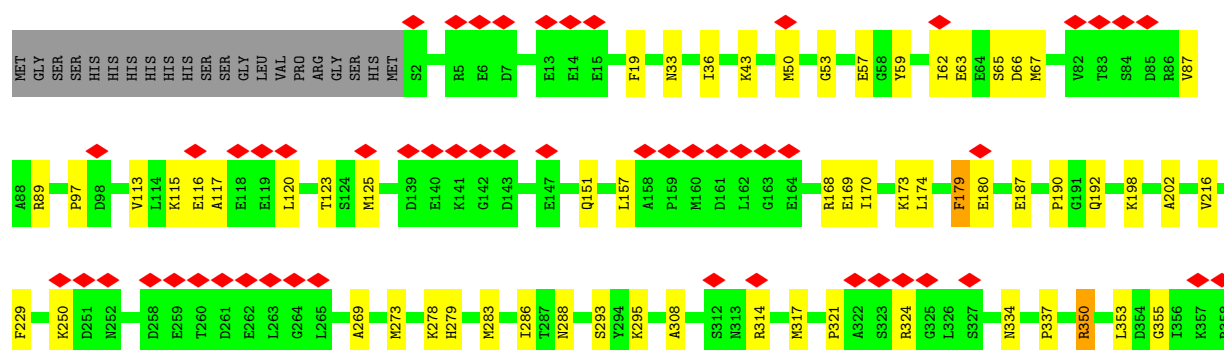 MET GLY SER SER HIS HIS HIS HIS HIS HIS SER SER GLY LEU VAL PRO ARG GLY SER HIS MET S2 R5 E6 D7 E13 E14 E15 F19 N33 I36 K43 M50 G53 E57 G58 Y59 I62 E63 E64 S65 D66 M67 V82 T83 S84 D85 R86 V87
A88 R89 P97 D98 V113 L114 K115 E116 A117 E118 E119 L120 T123 S124 M125 D139 E140 K141 G142 D143 E147 Q151 L157 A158 P159 M160 D161 L162 G163 E164 R168 E169 I170 K173 L174 F179 E180 E187 P190 G191 Q192 K198 A202 V216
F229 K250 D251 N252 D258 E259 T260 D261 E262 L263 G264 L265 A269 M273 K278 H279 M283 I286 T287 N288 S293 Y294 K295 A308 S312 N313 R314 M317 P321 A322 S323 R324 G325 L326 S327 N334 P337 R350 L353 D354 G355 I356 K357